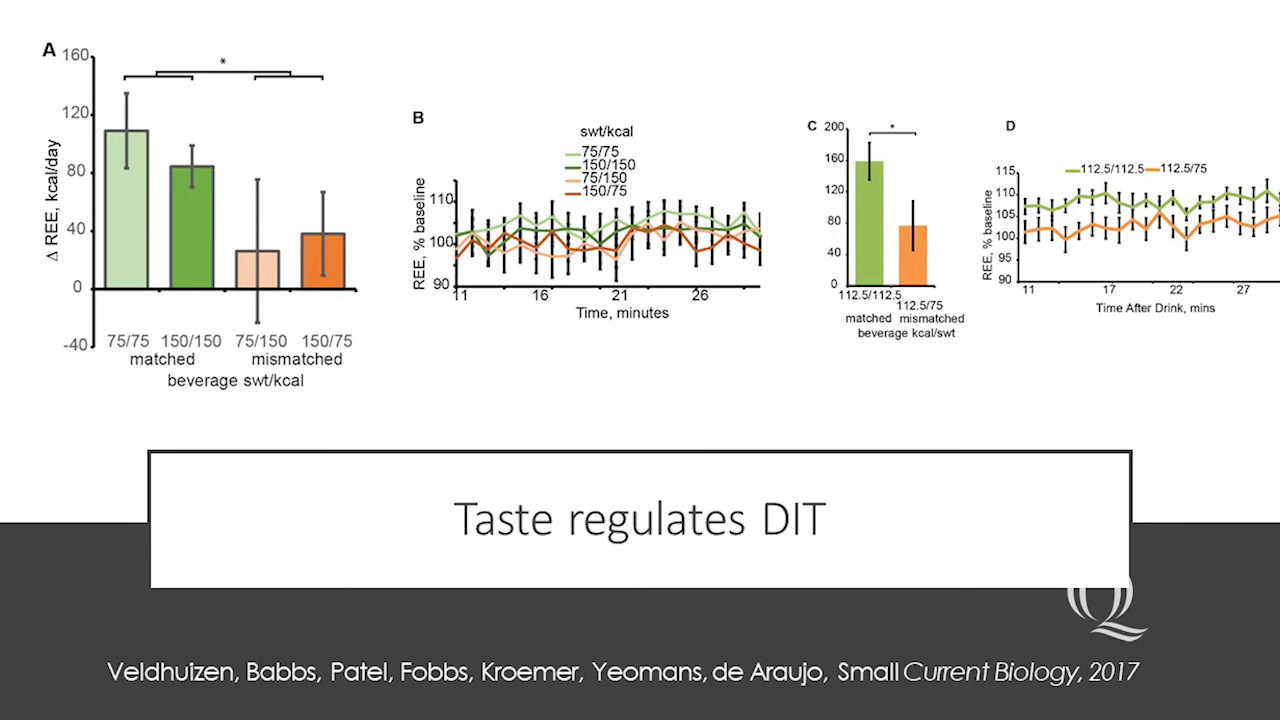 A
160
*
120
80
40
0
-40
Δ REE, kcal/day
75/75 150/150 75/150 150/75
matched mismatched
beverage swt/kcal
B
swt/kcal
75/75
150/150
75/150
150/75
110
100
90
REE, % baseline
11 16 21 26
Time, minutes
C
200
*
160
120
80
40
0
112.5/112.5
112.5/75
matched mismatched
beverage kcal/swt
D
112.5/112.5 112.5/75
115
110
105
100
95
90
REE, % baseline
11 17 22 27
Time After Drink, mins
Taste regulates DIT
Q
Veldhuizen, Babbs, Patel, Fobbs, Kroemer, Yeomans, de Araujo, Small Current Biology, 2017